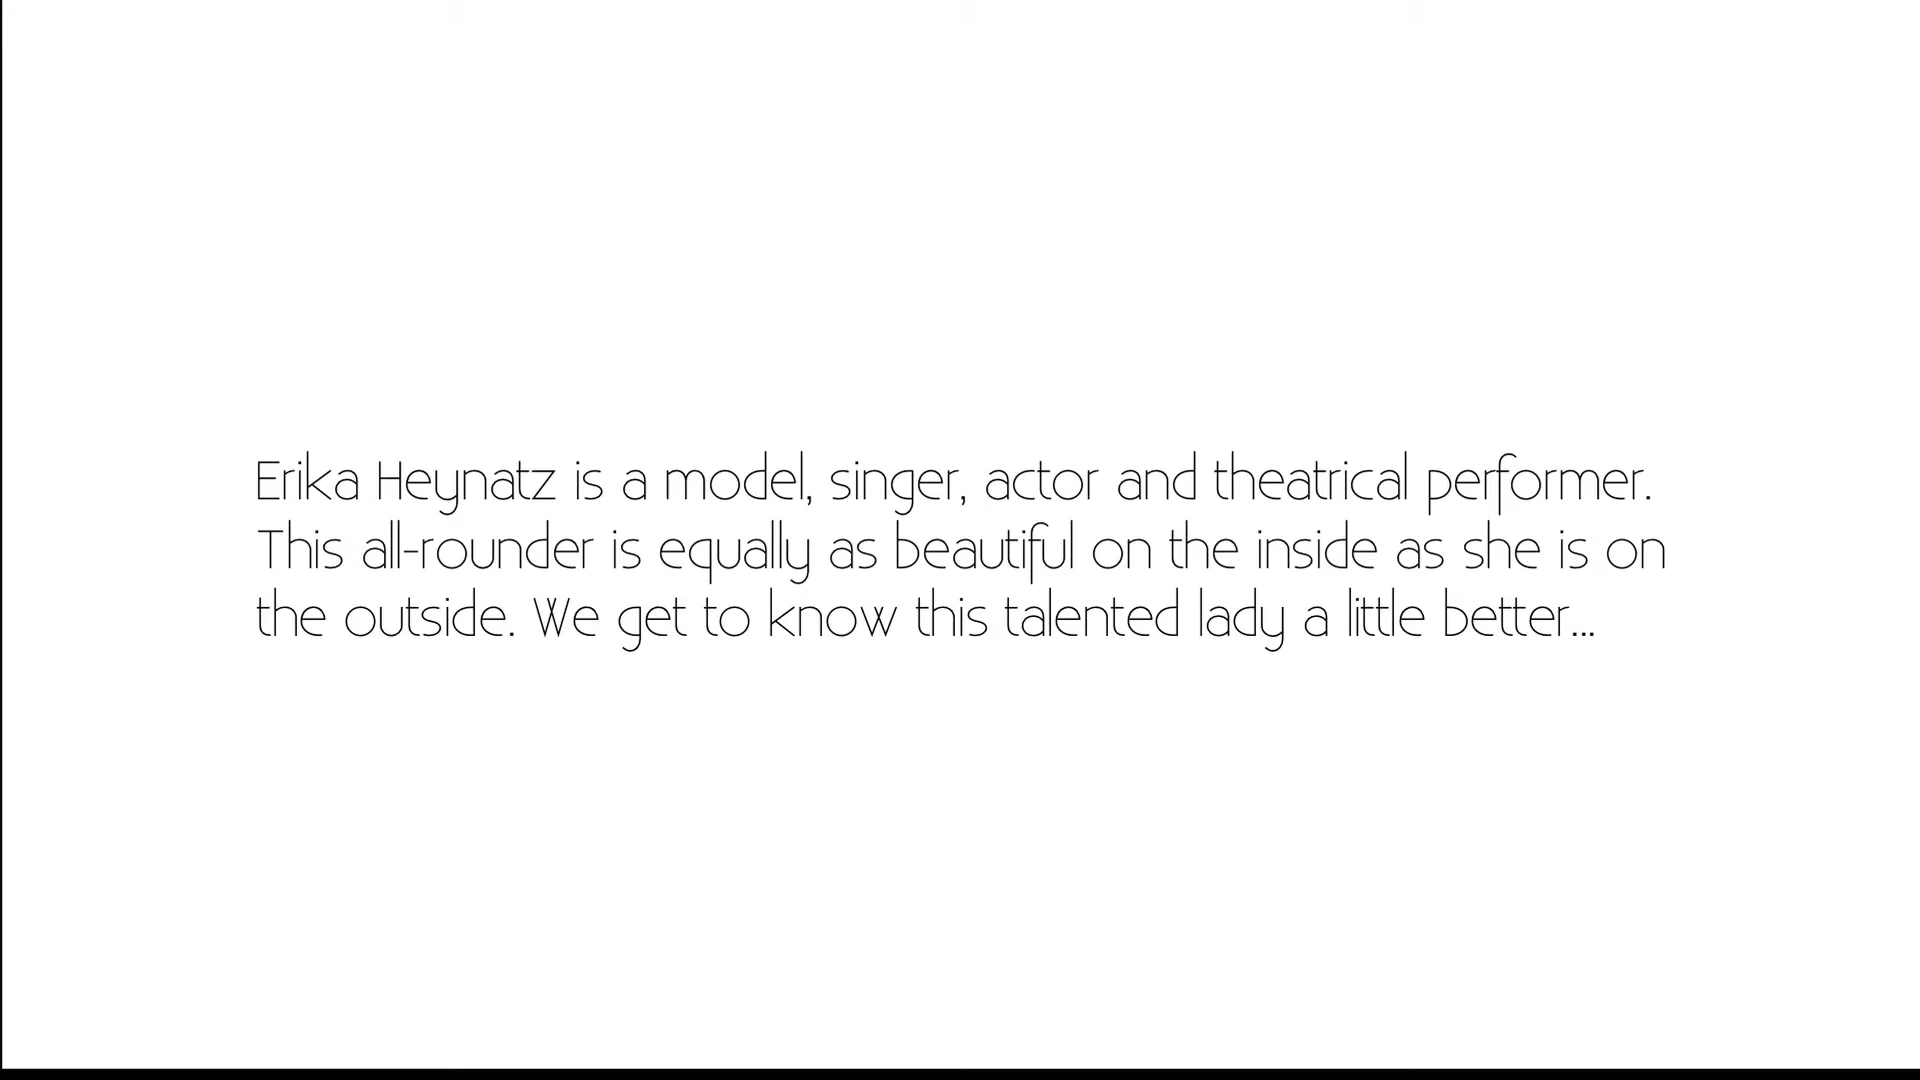 Erika Heynatz is a model, singer, actor and theatrical performer.
This all-rounder is equally as beautiful on the inside as she is on
the outside. We get to know this talented lady a little better...